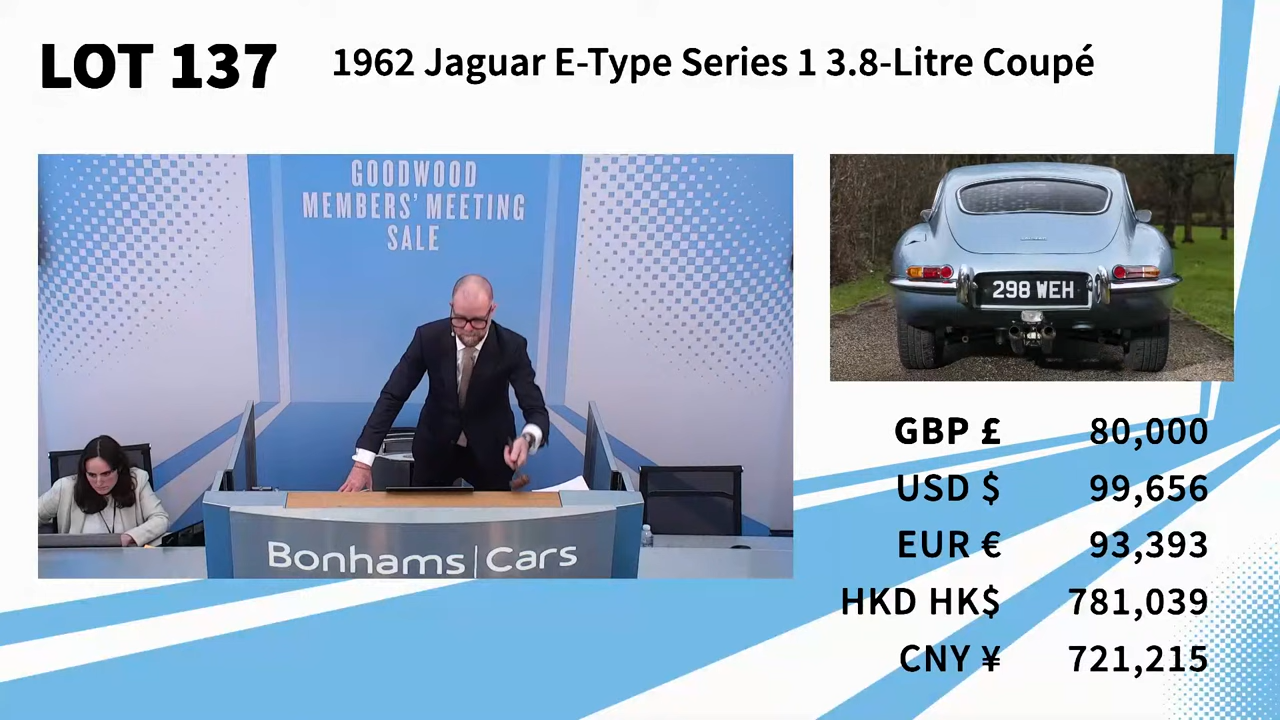 LOT 137 1962 Jaguar E-Type Series 1 3.8-Litre Coupé
GOODWOOD
MEMBERS' MEETING
SALE
Bonhams|Cars
298 WEH
GBP £ 80,000
USD $ 99,656
EUR € 93,393
HKD HK$ 781,039
CNY ¥ 721,215